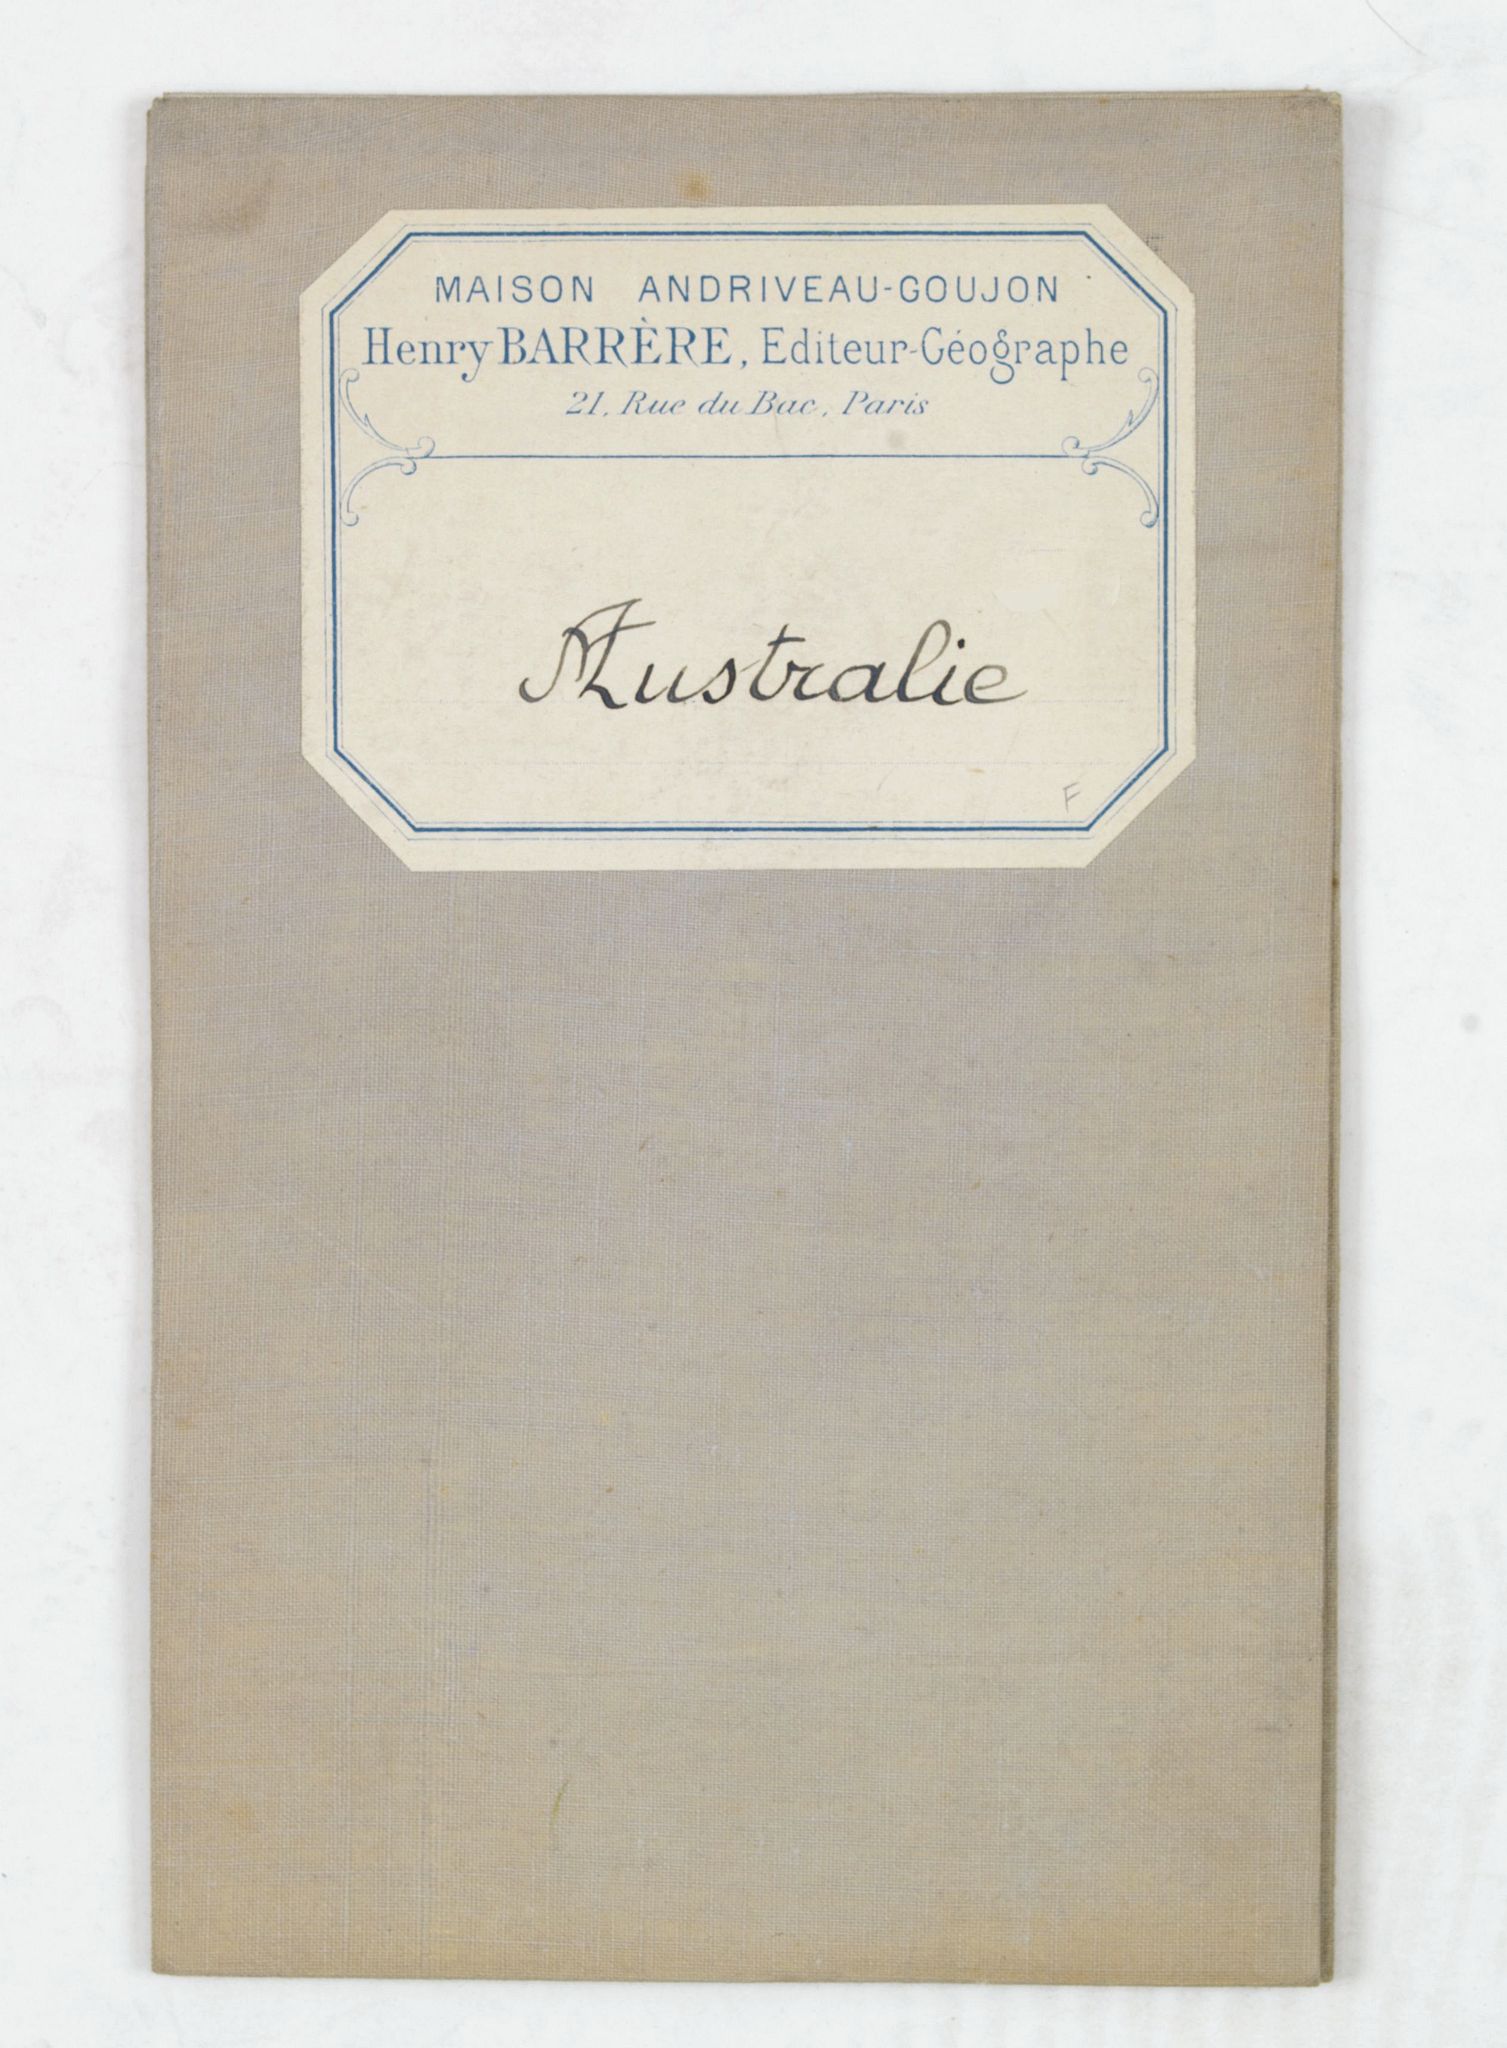 MAISON ANDRIVEAU-GOUJON
Henry BARRÈRE, Editeur-Géographe
21, Rue du Bac, Paris
Australie
F